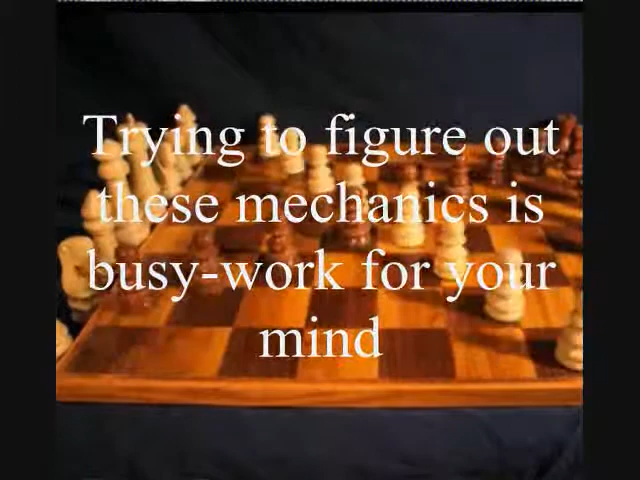 Trying to figure out
these mechanics is
busy-work for your
mind